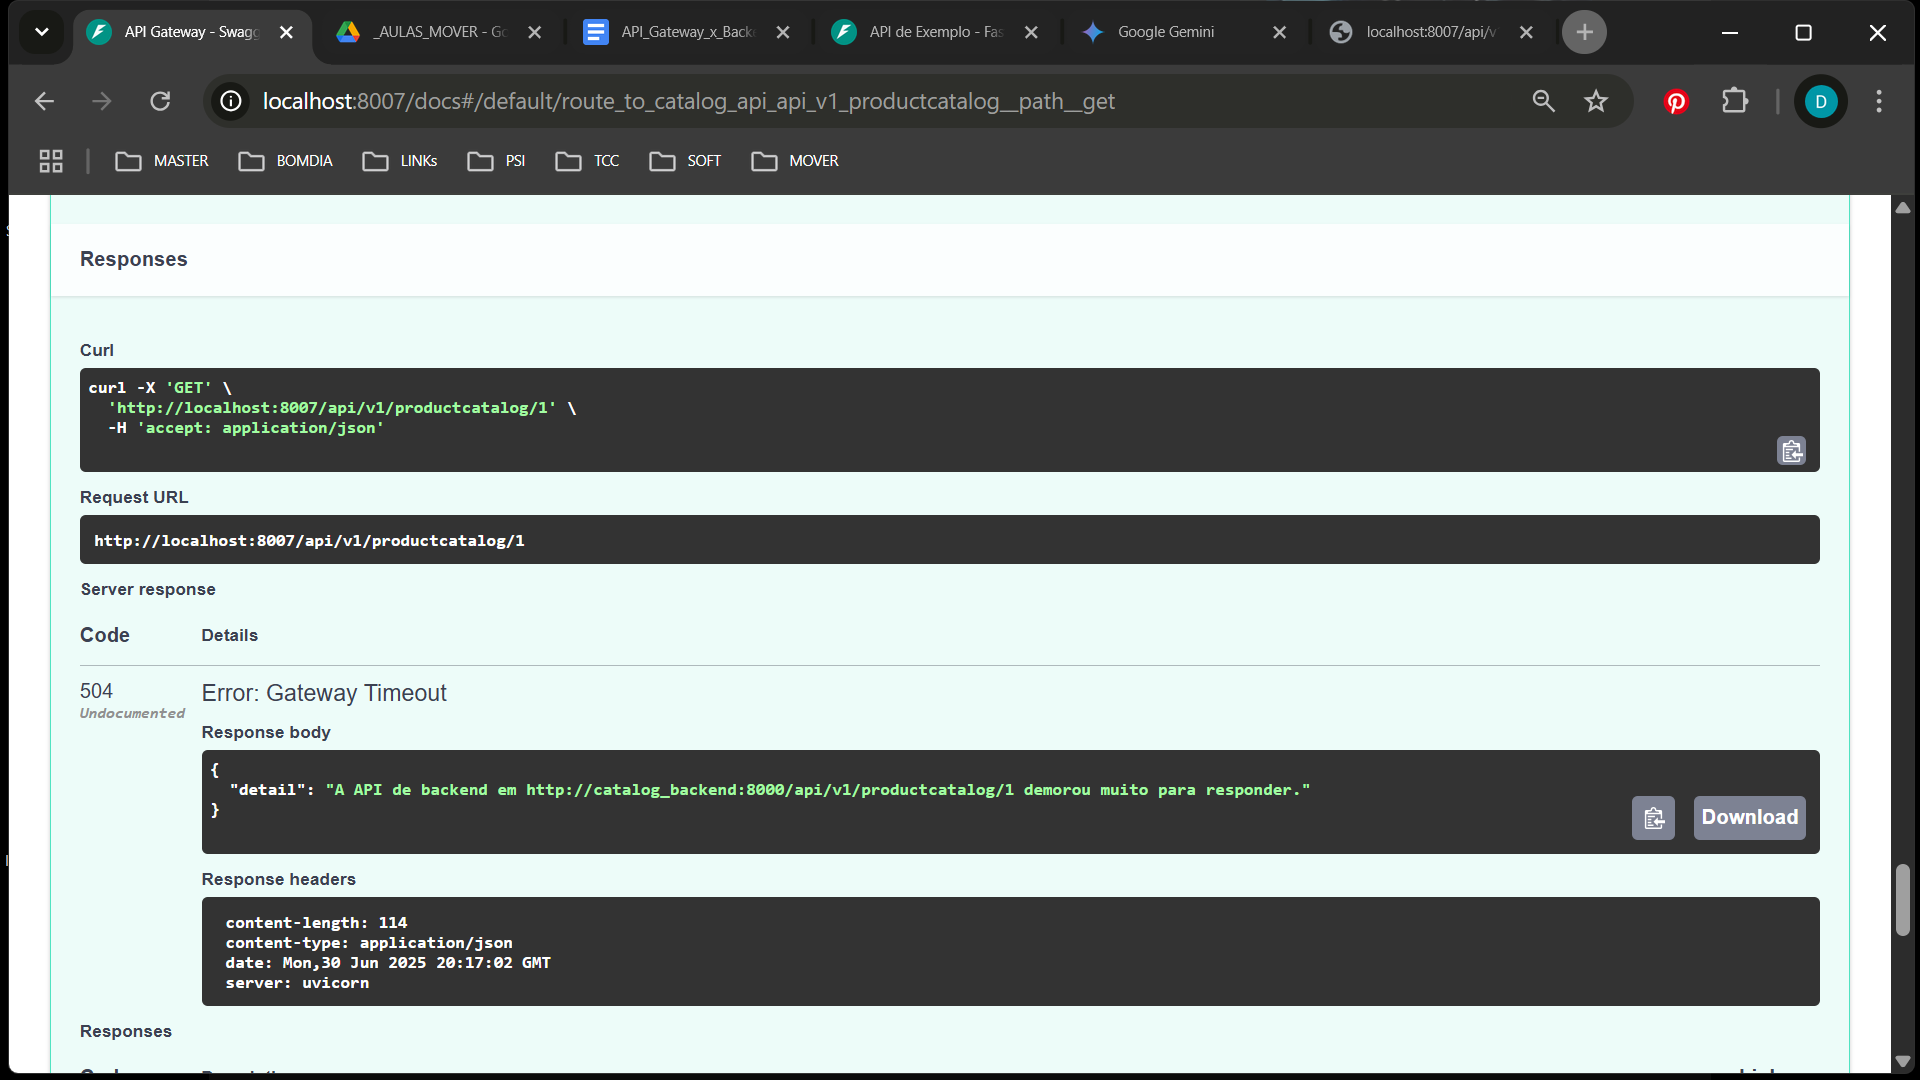 API Gateway - Swagg
_AULAS_MOVER - Go
API_Gateway_x_Back
API de Exemplo - Fas
Google Gemini
localhost:8007/api/v
localhost:8007/docs#/default/route_to_catalog_api_api_v1_productcatalog__path__get
D
MASTER
BOMDIA
LINKs
PSI
TCC
SOFT
MOVER
Responses
Curl
curl -X 'GET' \
'http://localhost:8007/api/v1/productcatalog/1' \
-H 'accept: application/json'
Request URL
http://localhost:8007/api/v1/productcatalog/1
Server response
Code
Details
504
Undocumented
Error: Gateway Timeout
Response body
{
"detail": "A API de backend em http://catalog_backend:8000/api/v1/productcatalog/1 demorou muito para responder."
}
Download
Response headers
content-length: 114
content-type: application/json
date: Mon,30 Jun 2025 20:17:02 GMT
server: uvicorn
Responses